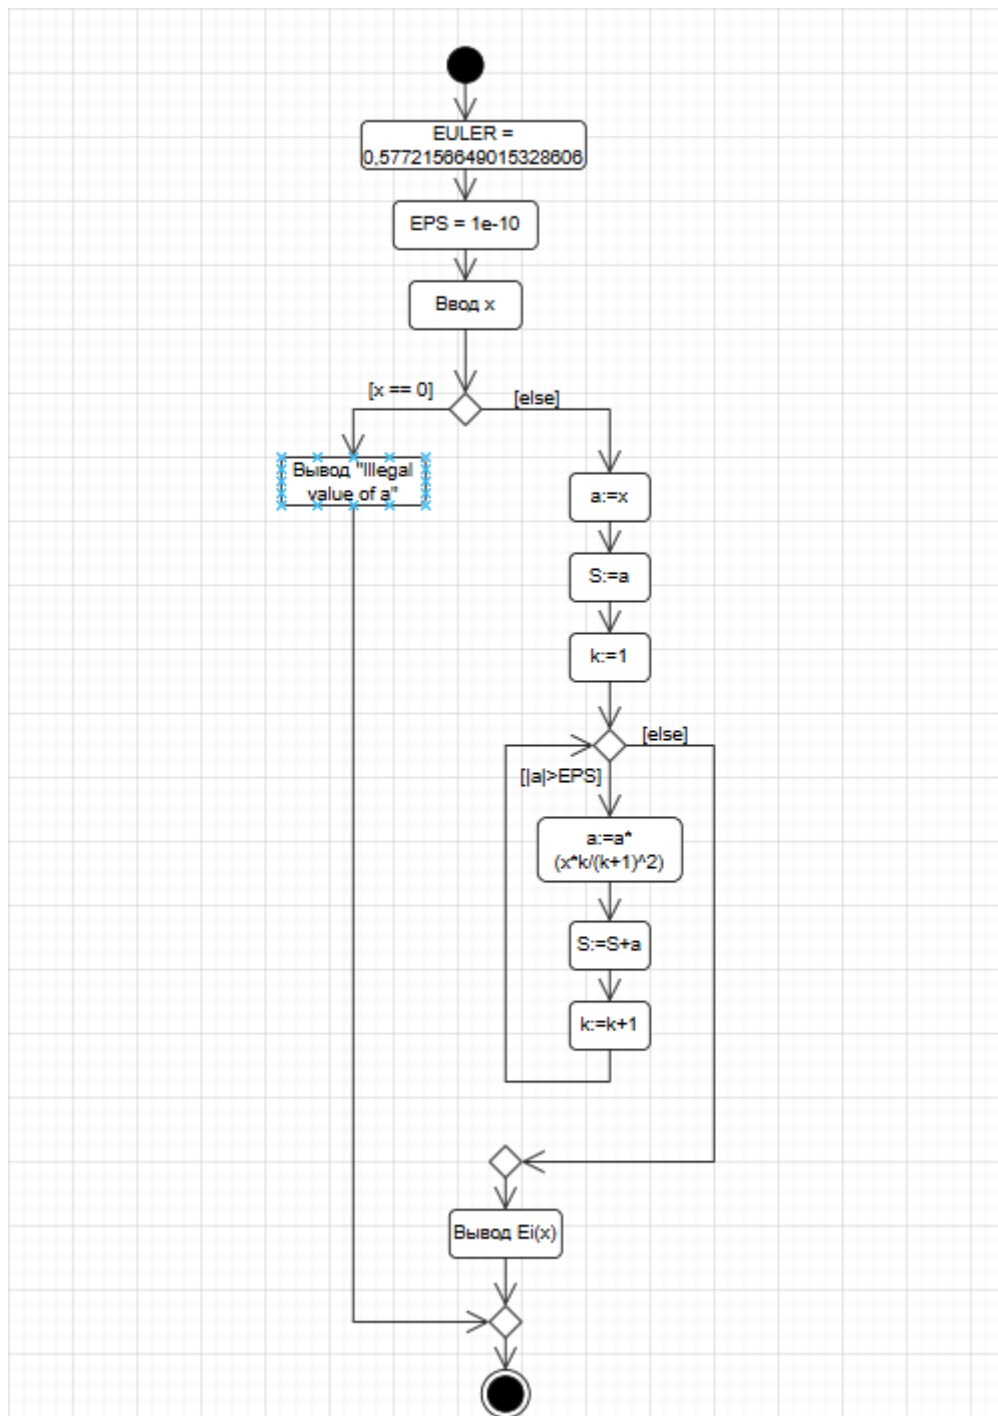 EULER =
0,5772156649015328606
EPS = 1e-10
Ввод x
[x == 0]
[else]
Вывод "Illegal
value of a"
a:=x
S:=a
k:=1
[else]
[|a|>EPS]
a:=a*
(x*k/(k+1)^2)
S:=S+a
k:=k+1
Вывод Ei(x)